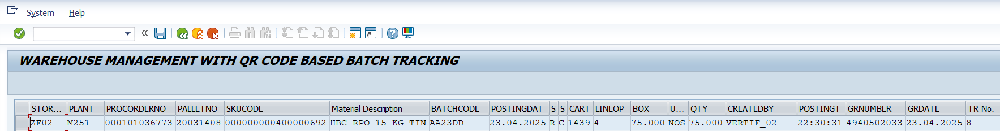 System Help
WAREHOUSE MANAGEMENT WITH QR CODE BASED BATCH TRACKING
STOR... PLANT PROCORDERNO PALLETNO SKUCODE Material Description BATCHCODE POSTINGDAT S S CART LINEOP BOX U... QTY CREATEDBY POSTINGT GRNUMBER GRDATE TR No.
ZF02 M251 000101036773 20031408 000000000400000692 HBC RPO 15 KG TIN AA23DD 23.04.2025 R C 1439 4 75.000 NOS 75.000 VERTIF_02 22:30:31 4940502033 23.04.2025 8